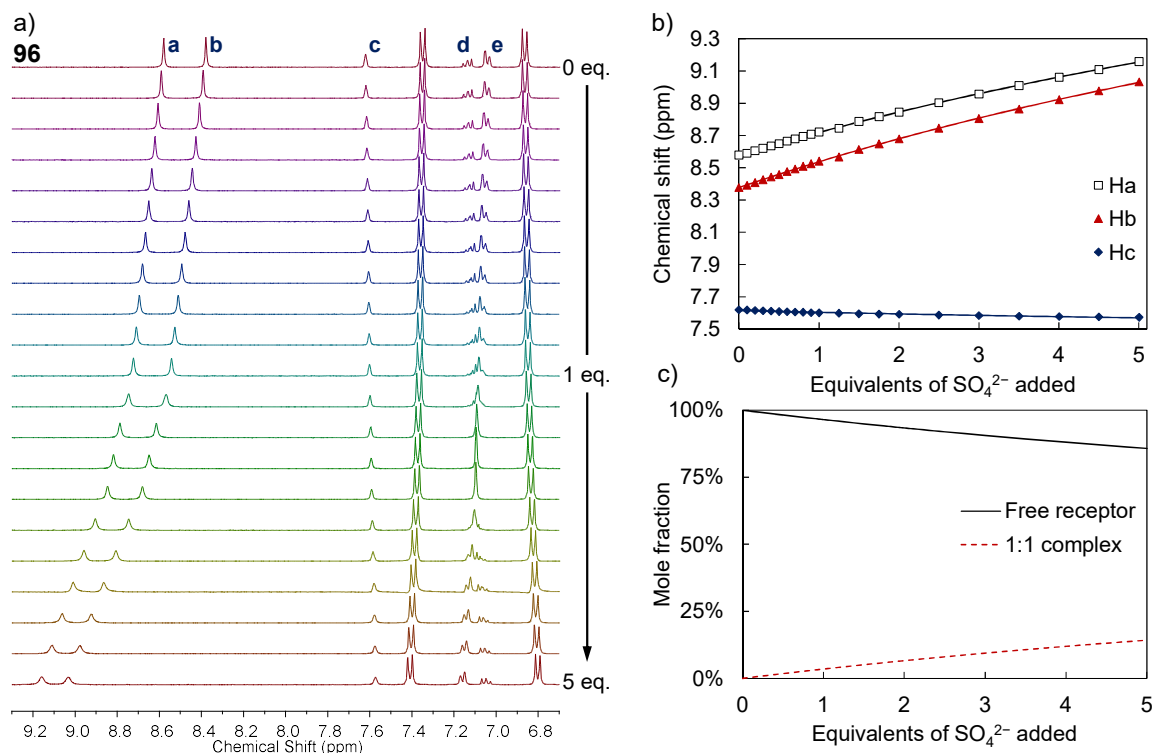 a)
96
a b c d e
0 eq.
1 eq.
5 eq.
9.2 9.0 8.8 8.6 8.4 8.2 8.0 7.8 7.6 7.4 7.2 7.0 6.8
Chemical Shift (ppm)
b)
Chemical shift (ppm)
9.3
9.1
8.9
8.7
8.5
8.3
8.1
7.9
7.7
7.5
Ha
Hb
Hc
0 1 2 3 4 5
Equivalents of SO₄²⁻ added
c)
Mole fraction
100%
75%
50%
25%
0%
Free receptor
1:1 complex
0 1 2 3 4 5
Equivalents of SO₄²⁻ added